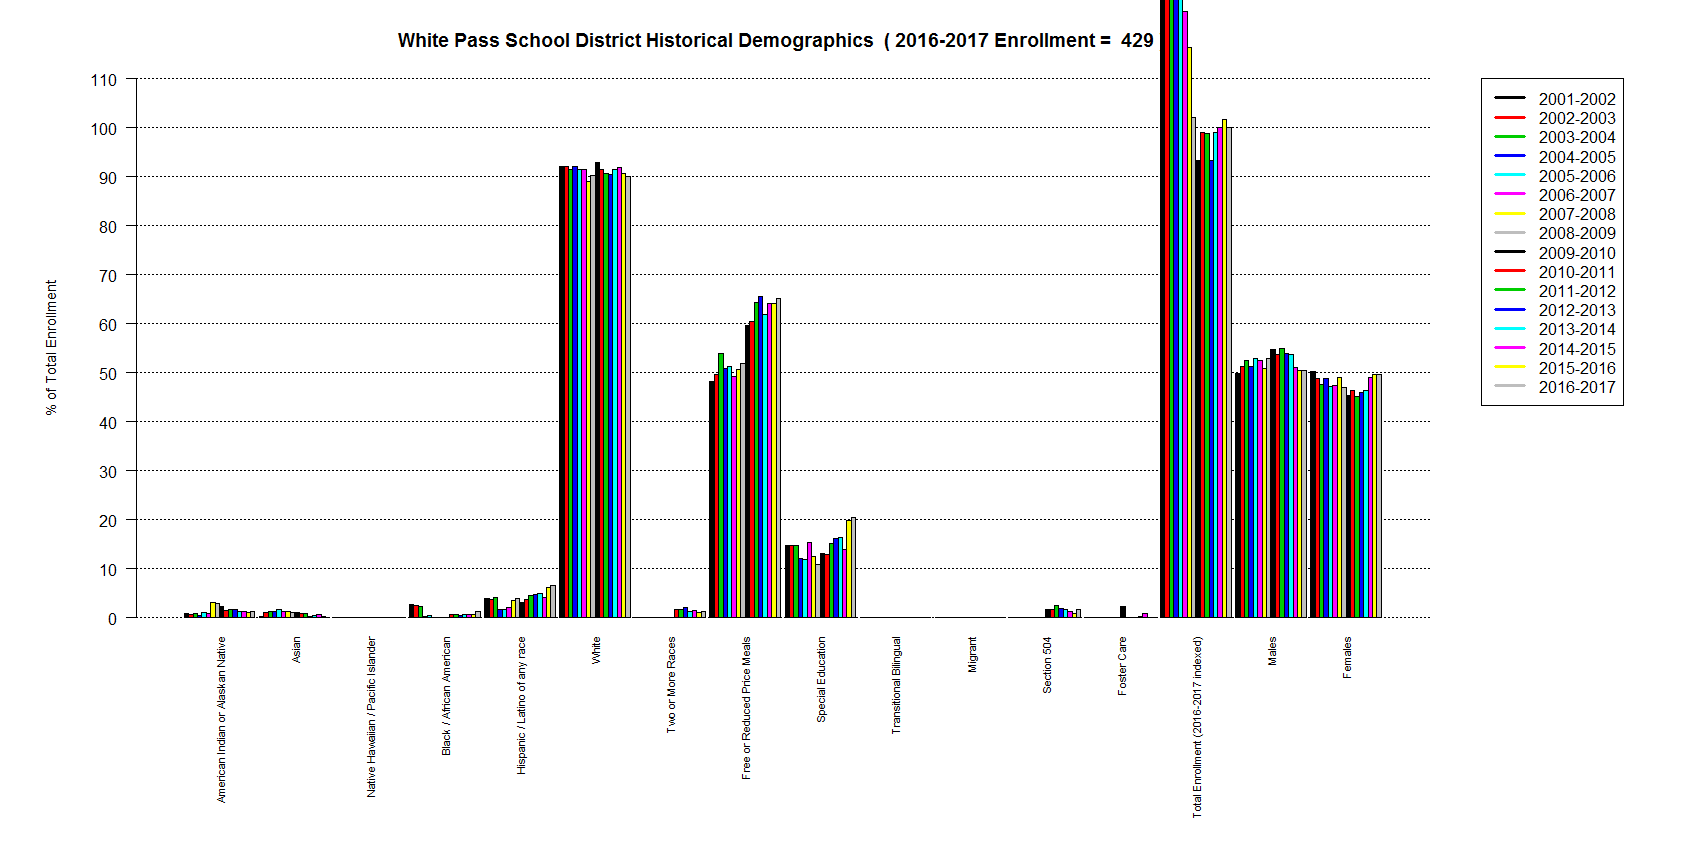 White Pass School District Historical Demographics ( 2016-2017 Enrollment = 429
110
100
90
80
70
60
50
40
30
20
10
0
% of Total Enrollment
American Indian or Alaskan Native
Asian
Native Hawaiian / Pacific Islander
Black / African American
Hispanic / Latino of any race
White
Two or More Races
Free or Reduced Price Meals
Special Education
Transitional Bilingual
Migrant
Section 504
Foster Care
Total Enrollment (2016-2017 indexed)
Males
Females
2001-2002
2002-2003
2003-2004
2004-2005
2005-2006
2006-2007
2007-2008
2008-2009
2009-2010
2010-2011
2011-2012
2012-2013
2013-2014
2014-2015
2015-2016
2016-2017